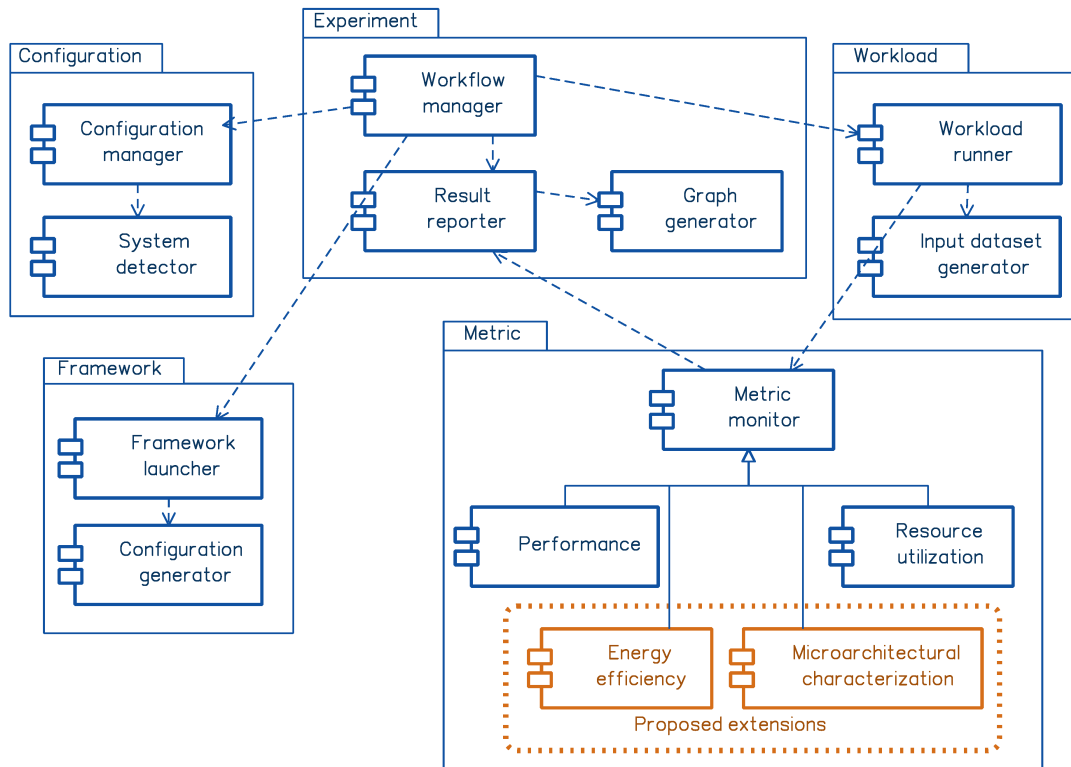 Experiment
Configuration
Workload
Workflow
manager
Configuration
manager
Workload
runner
Result
reporter
Graph
generator
System
detector
Input dataset
generator
Metric
Framework
Metric
monitor
Framework
launcher
Performance
Resource
utilization
Configuration
generator
Energy
efficiency
Microarchitectural
characterization
Proposed extensions